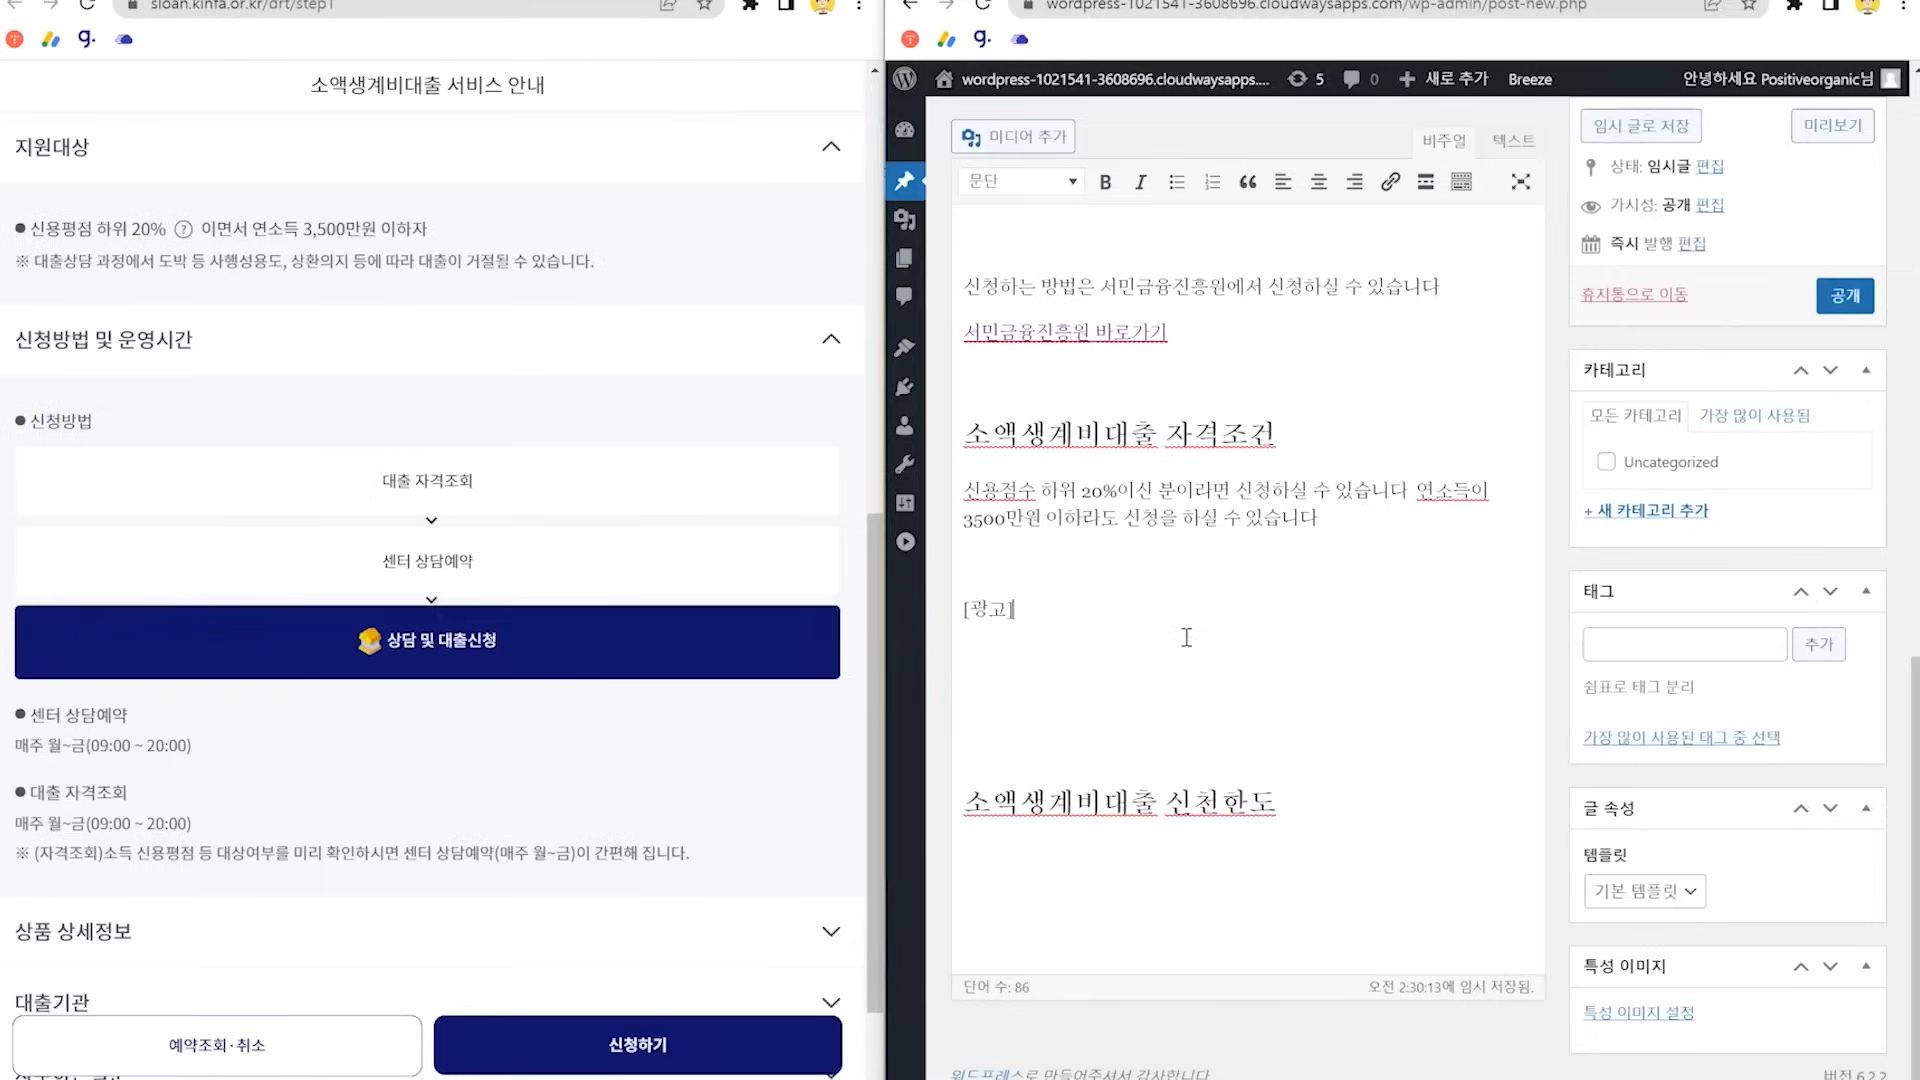 sloan.kinfa.or.kr/drt/step1
소액생계비대출 서비스 안내
지원대상
● 신용평점 하위 20% ? 이면서 연소득 3,500만원 이하자
※ 대출상담 과정에서 도박 등 사행성용도, 상환의지 등에 따라 대출이 거절될 수 있습니다.
신청방법 및 운영시간
● 신청방법
대출 자격조회
센터 상담예약
상담 및 대출신청
● 센터 상담예약
매주 월~금(09:00 ~ 20:00)
● 대출 자격조회
매주 월~금(09:00 ~ 20:00)
※ (자격조회)소득 신용평점 등 대상여부를 미리 확인하시면 센터 상담예약(매주 월~금)이 간편해 집니다.
상품 상세정보
대출기관
예약조회·취소
신청하기
wordpress-1021541-3608696.cloudwaysapps.com/wp-admin/post-new.php
wordpress-1021541-3608696.cloudwaysapps....
5
0
새로 추가
Breeze
안녕하세요 Positiveorganic님
미디어 추가
비주얼
텍스트
문단
신청하는 방법은 서민금융진흥원에서 신청하실 수 있습니다
서민금융진흥원 바로가기
소액생계비대출 자격조건
신용점수 하위 20%이신 분이라면 신청하실 수 있습니다 연소득이
3500만원 이하라도 신청을 하실 수 있습니다
[광고]
소액생계비대출 신천한도
단어 수: 86
오전 2:30:13에 임시 저장됨.
워드프레스로 만들어주셔서 감사합니다.
임시 글로 저장
미리보기
상태: 임시글 편집
가시성: 공개 편집
즉시 발행 편집
휴지통으로 이동
공개
카테고리
모든 카테고리
가장 많이 사용됨
Uncategorized
+ 새 카테고리 추가
태그
추가
쉼표로 태그 분리
가장 많이 사용된 태그 중 선택
글 속성
템플릿
기본 템플릿
특성 이미지
특성 이미지 설정
버전 6.2.2